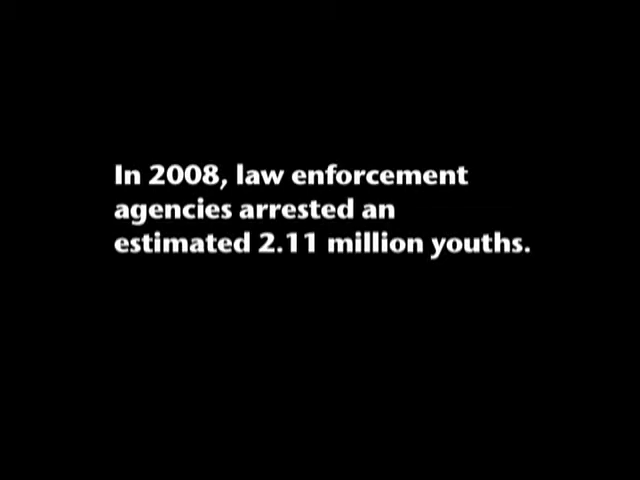 In 2008, law enforcement
agencies arrested an
estimated 2.11 million youths.